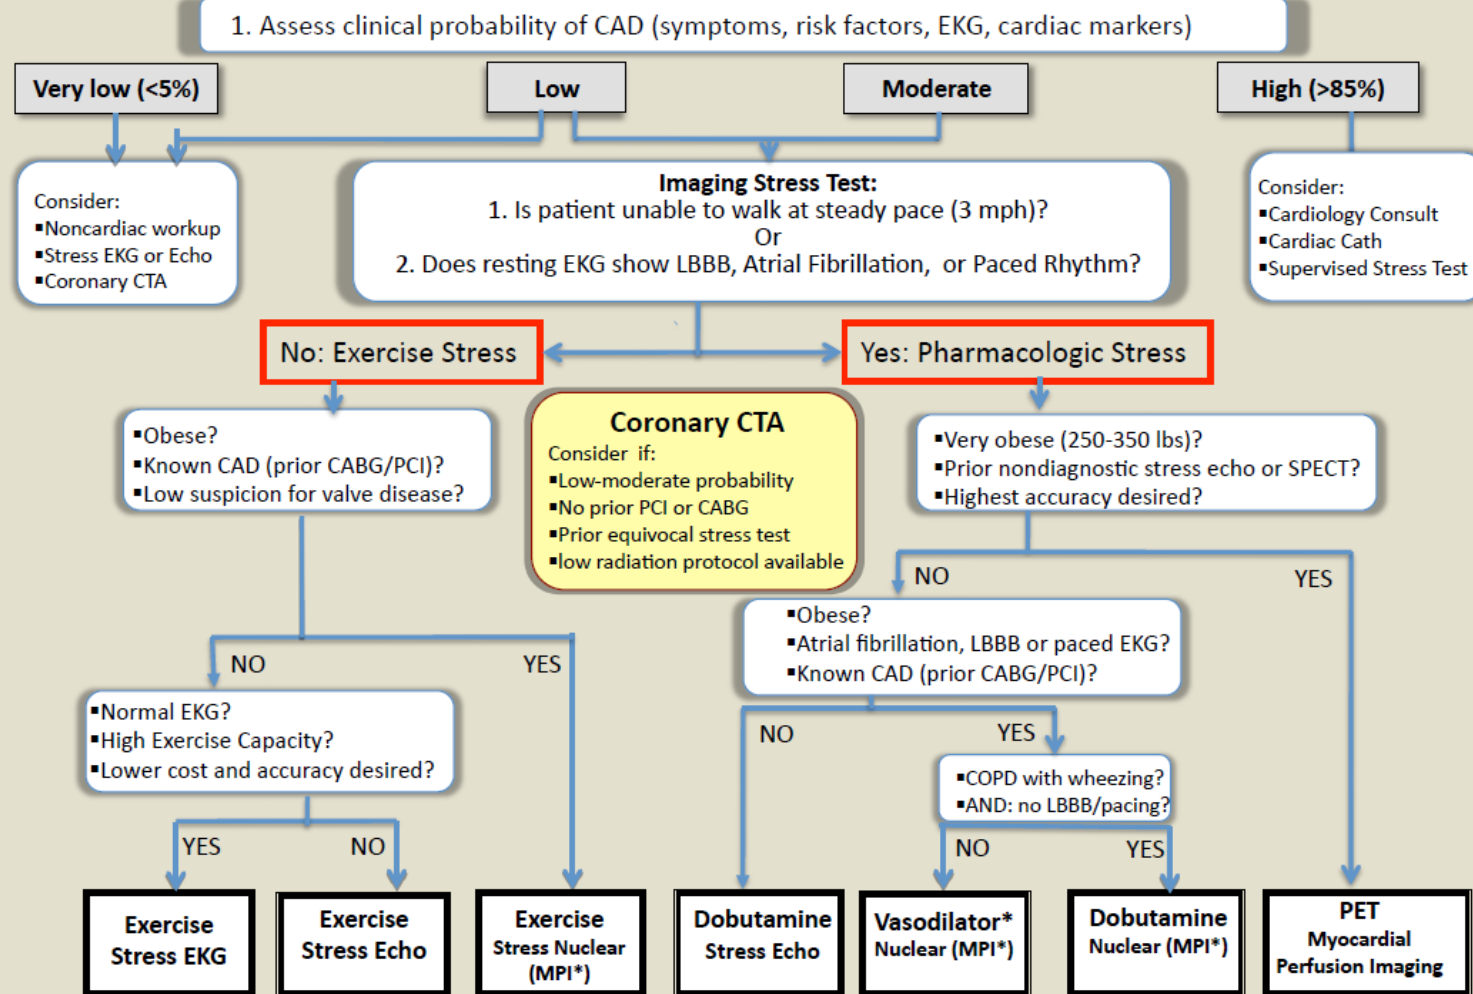 1. Assess clinical probability of CAD (symptoms, risk factors, EKG, cardiac markers)
Very low (<5%)
Low
Moderate
High (>85%)
Consider:
▪Noncardiac workup
▪Stress EKG or Echo
▪Coronary CTA
Imaging Stress Test:
1. Is patient unable to walk at steady pace (3 mph)?
Or
2. Does resting EKG show LBBB, Atrial Fibrillation, or Paced Rhythm?
Consider:
▪Cardiology Consult
▪Cardiac Cath
▪Supervised Stress Test
No: Exercise Stress
Yes: Pharmacologic Stress
▪Obese?
▪Known CAD (prior CABG/PCI)?
▪Low suspicion for valve disease?
Coronary CTA
Consider if:
▪Low-moderate probability
▪No prior PCI or CABG
▪Prior equivocal stress test
▪low radiation protocol available
▪Very obese (250-350 lbs)?
▪Prior nondiagnostic stress echo or SPECT?
▪Highest accuracy desired?
NO
YES
▪Obese?
▪Atrial fibrillation, LBBB or paced EKG?
▪Known CAD (prior CABG/PCI)?
NO
YES
▪Normal EKG?
▪High Exercise Capacity?
▪Lower cost and accuracy desired?
NO
YES
▪COPD with wheezing?
▪AND: no LBBB/pacing?
YES
NO
NO
YES
Exercise
Stress EKG
Exercise
Stress Echo
Exercise
Stress Nuclear
(MPI*)
Dobutamine
Stress Echo
Vasodilator*
Nuclear (MPI*)
Dobutamine
Nuclear (MPI*)
PET
Myocardial
Perfusion Imaging